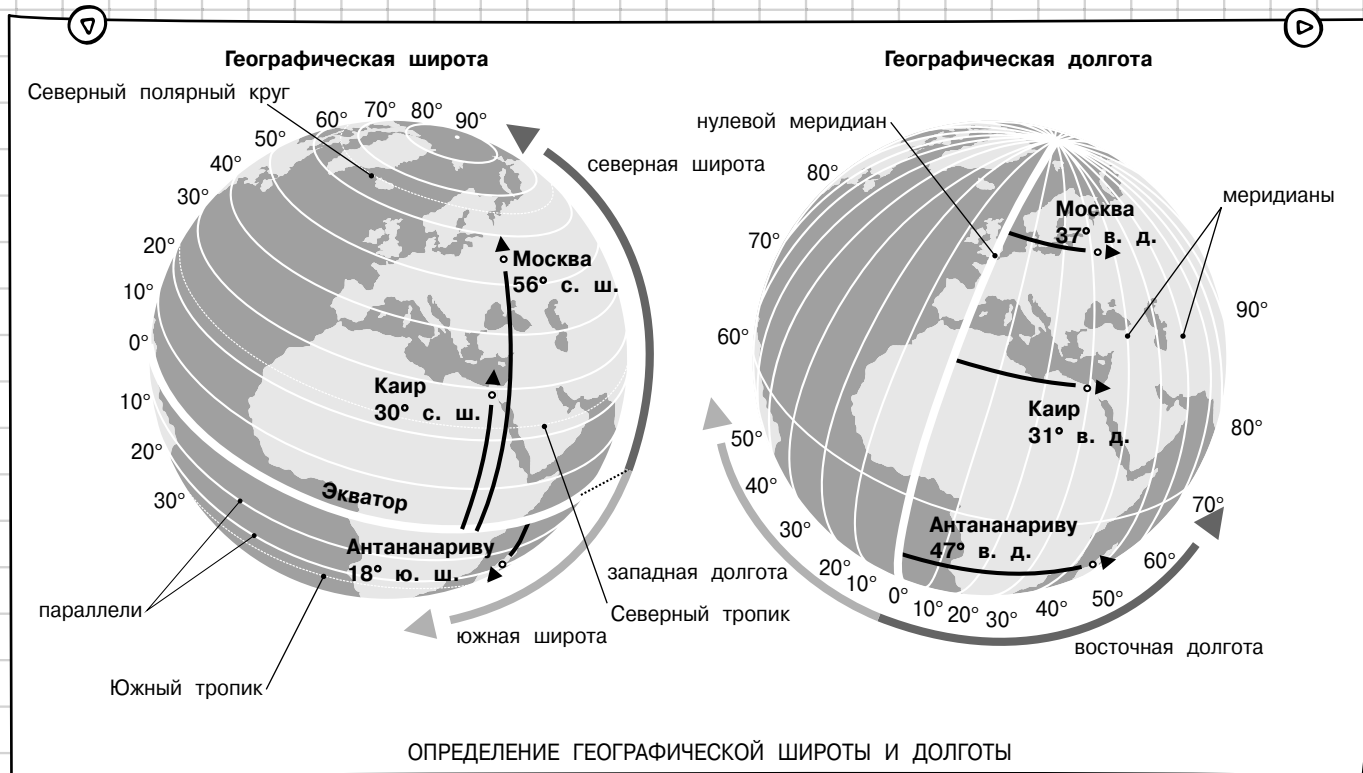 Географическая широта
Северный полярный круг
90°
80°
70°
60°
50°
40°
30°
20°
10°
0°
10°
20°
30°
северная широта
Москва
56° с. ш.
Каир
30° с. ш.
Экватор
Антананариву
18° ю. ш.
параллели
Южный тропик
южная широта
Северный тропик
Географическая долгота
нулевой меридиан
меридианы
Москва
37° в. д.
Каир
31° в. д.
Антананариву
47° в. д.
80°
70°
60°
50°
40°
30°
20°
10°
0°
10°
20°
30°
40°
50°
60°
70°
80°
90°
западная долгота
восточная долгота
ОПРЕДЕЛЕНИЕ ГЕОГРАФИЧЕСКОЙ ШИРОТЫ И ДОЛГОТЫ